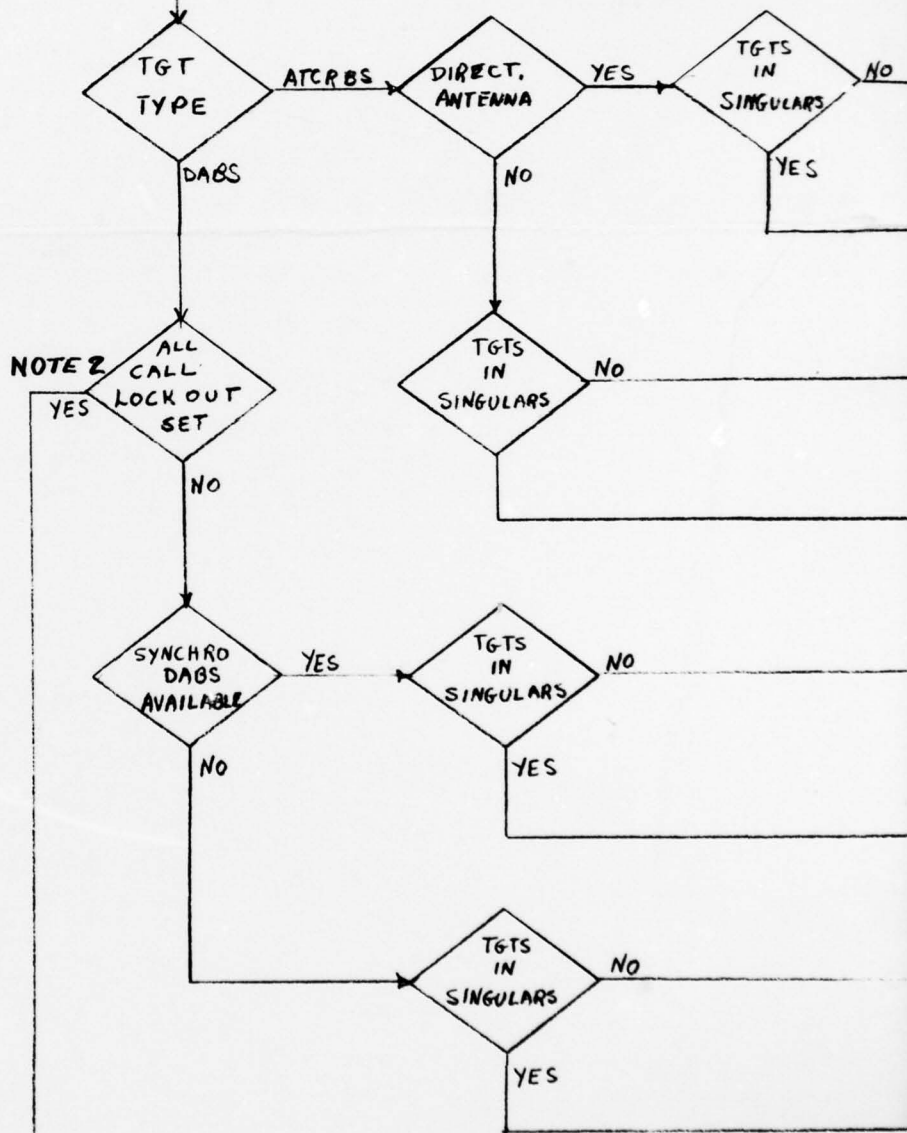 TGT
TYPE
ATCRBS
DIRECT.
ANTENNA
YES
TGTS
IN
SINGULARS
NO
DABS
NO
YES
NOTE 2
ALL
CALL
LOCK OUT
SET
YES
TGTS
IN
SINGULARS
NO
NO
SYNCHRO
DABS
AVAILABLE
YES
TGTS
IN
SINGULARS
NO
NO
YES
TGTS
IN
SINGULARS
NO
YES